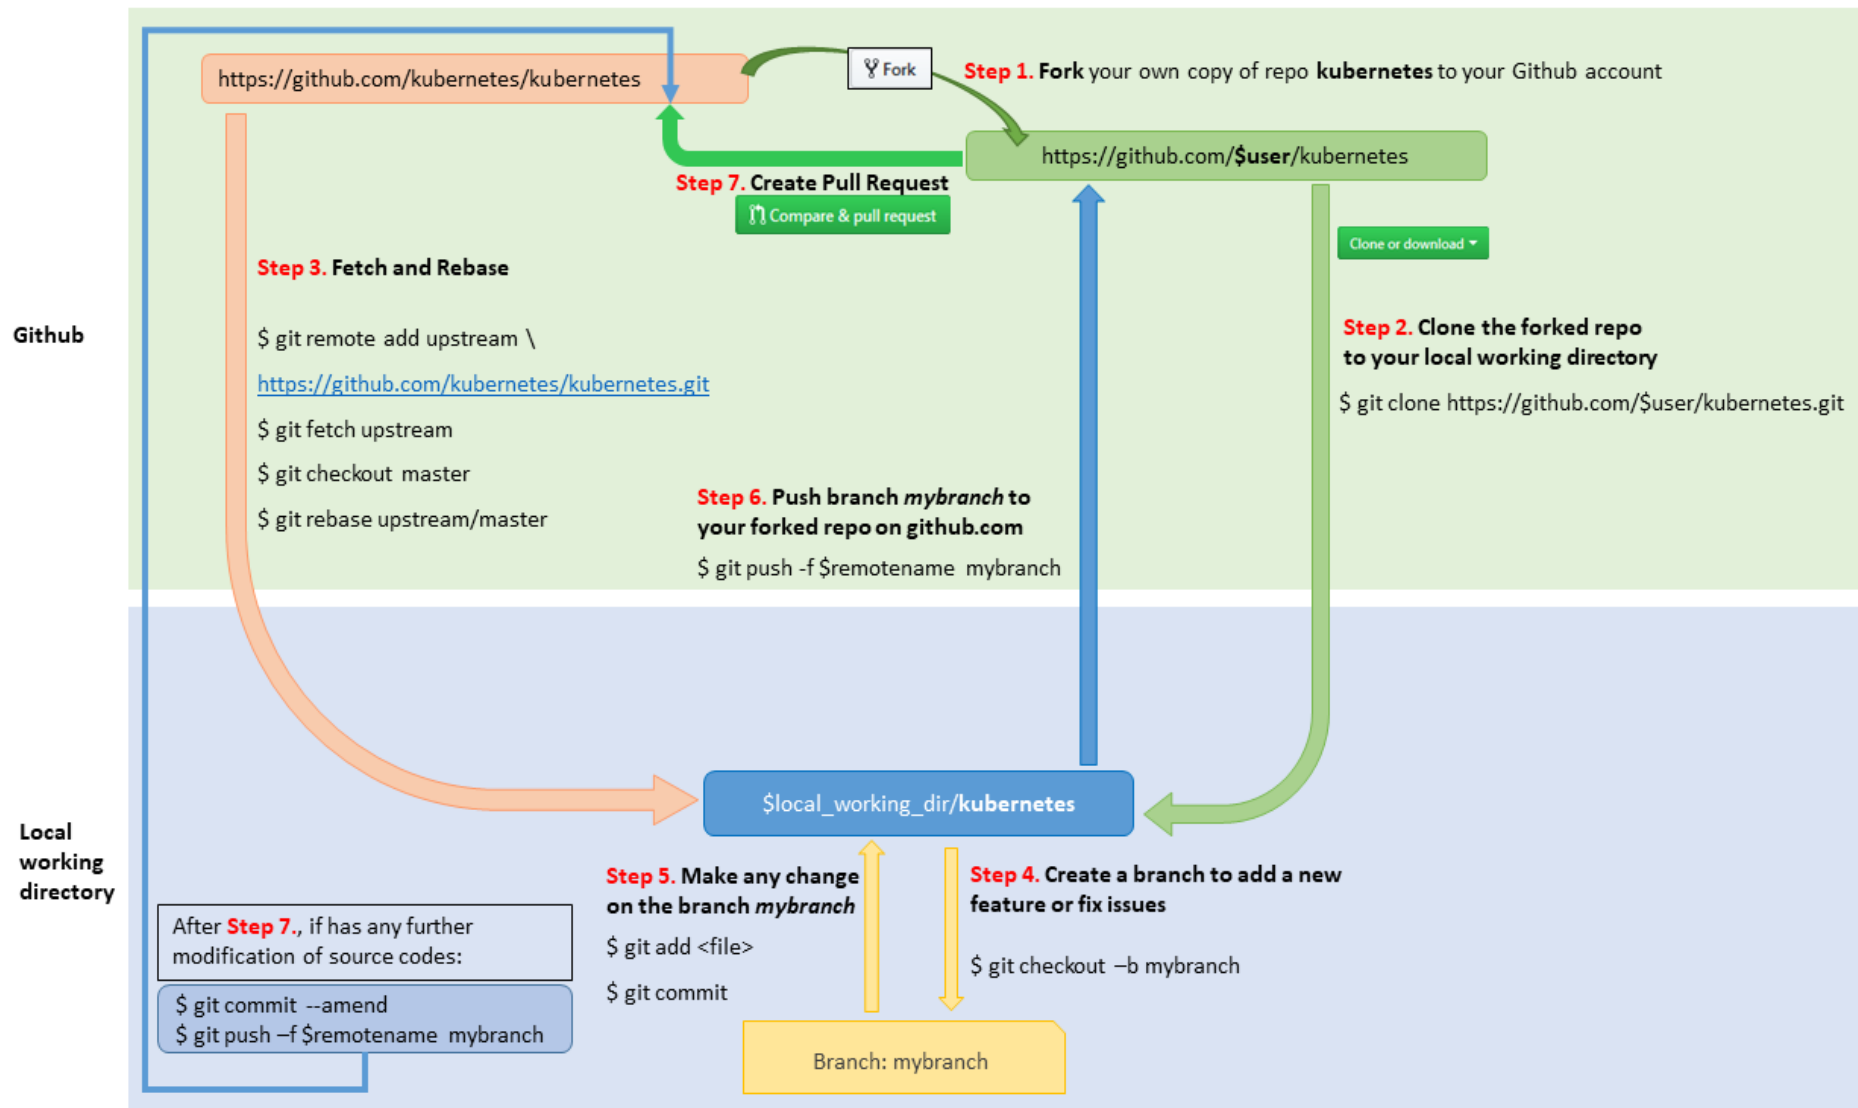 https://github.com/kubernetes/kubernetes
Fork
Step 1. Fork your own copy of repo kubernetes to your Github account
https://github.com/$user/kubernetes
Step 7. Create Pull Request
Compare & pull request
Clone or download
Step 3. Fetch and Rebase
$ git remote add upstream \
https://github.com/kubernetes/kubernetes.git
$ git fetch upstream
$ git checkout master
$ git rebase upstream/master
Github
Step 2. Clone the forked repo
to your local working directory
$ git clone https://github.com/$user/kubernetes.git
Step 6. Push branch mybranch to
your forked repo on github.com
$ git push -f $remotename mybranch
$local_working_dir/kubernetes
Local
working
directory
Step 5. Make any change
on the branch mybranch
$ git add <file>
$ git commit
Step 4. Create a branch to add a new
feature or fix issues
$ git checkout –b mybranch
After Step 7., if has any further
modification of source codes:
$ git commit --amend
$ git push –f $remotename mybranch
Branch: mybranch